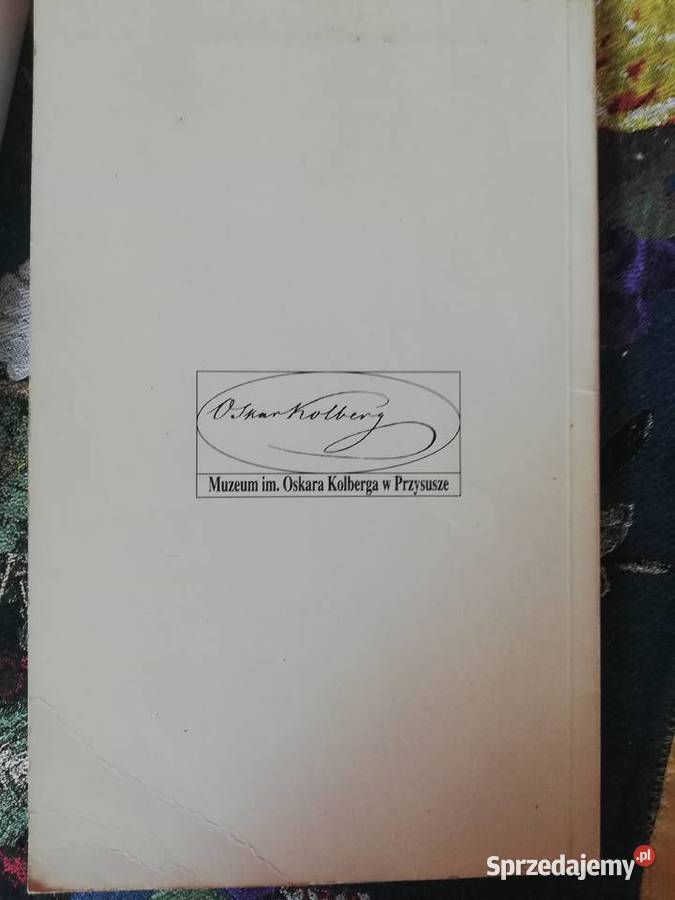 Oskar Kolberg
Muzeum im. Oskara Kolberga w Przysusze
Sprzedajemy.pl